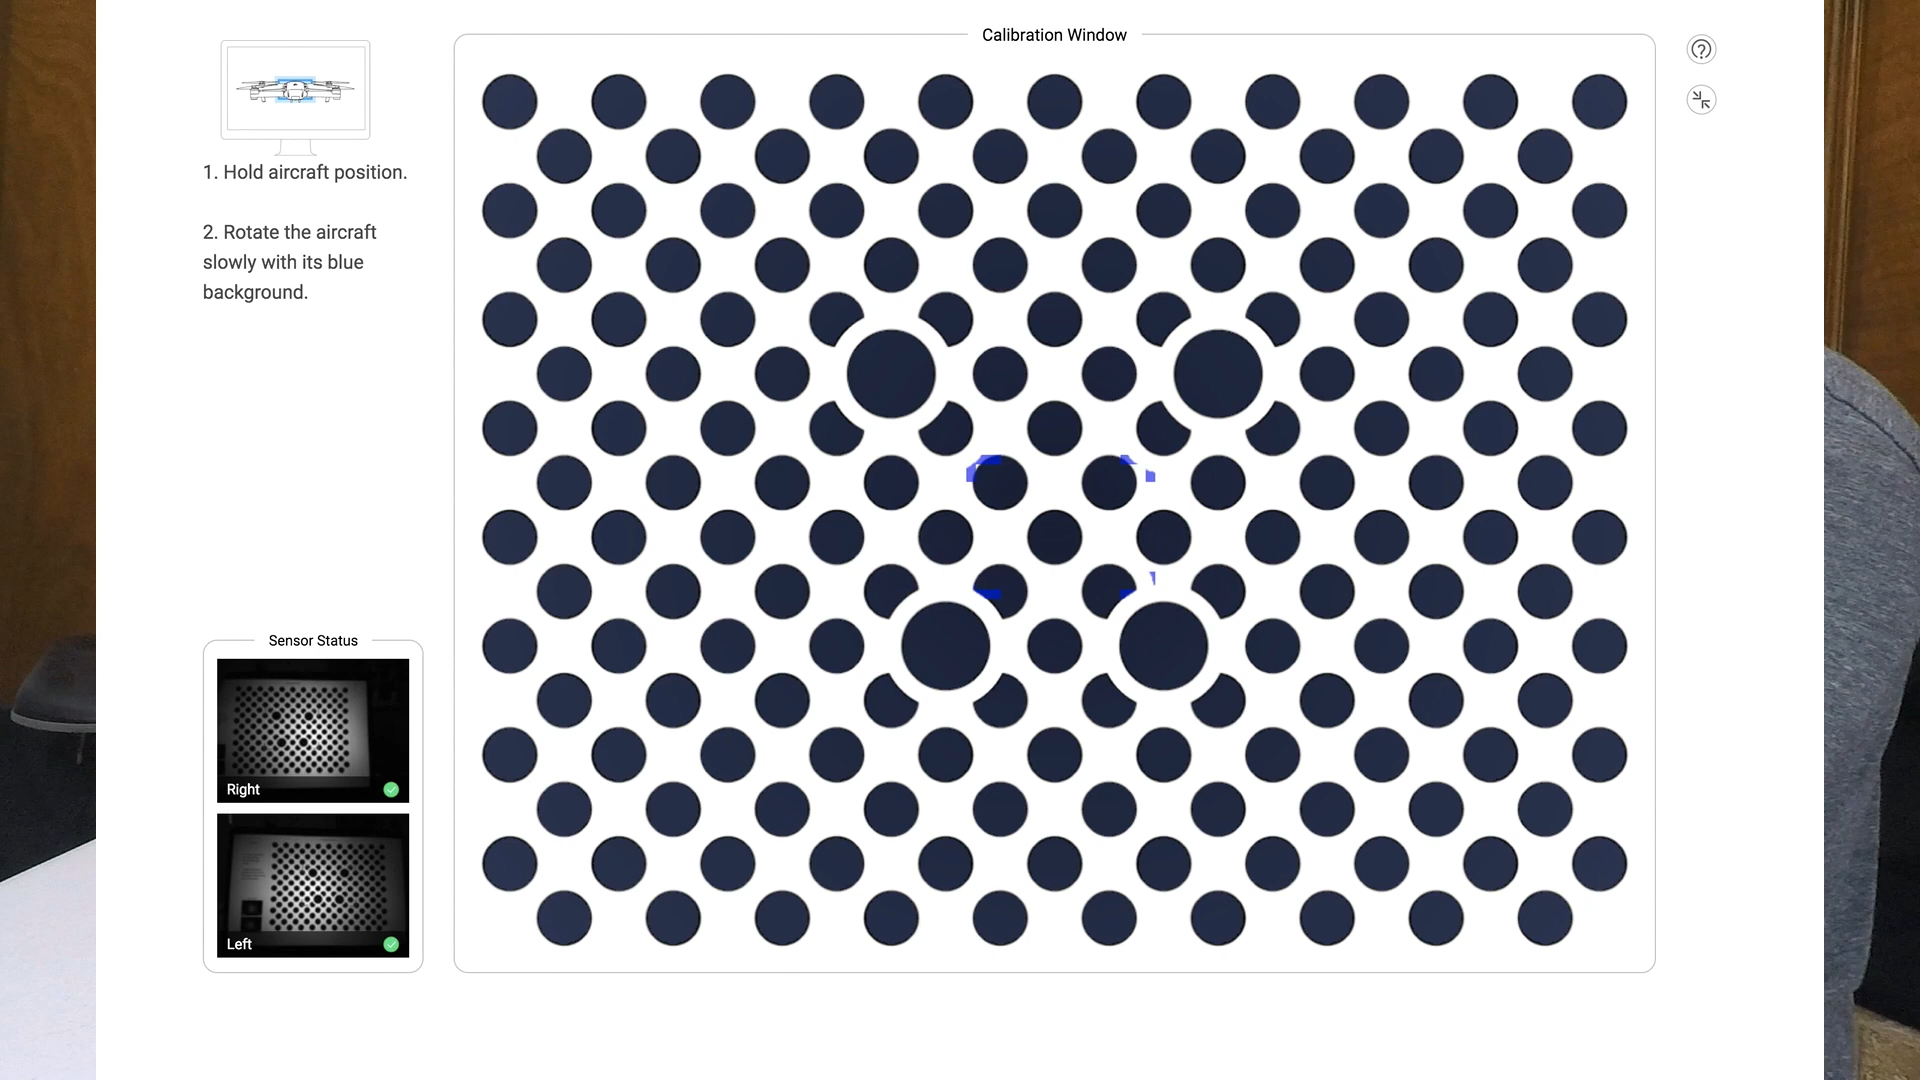 Calibration Window
1. Hold aircraft position.
2. Rotate the aircraft
slowly with its blue
background.
Sensor Status
Right
Left